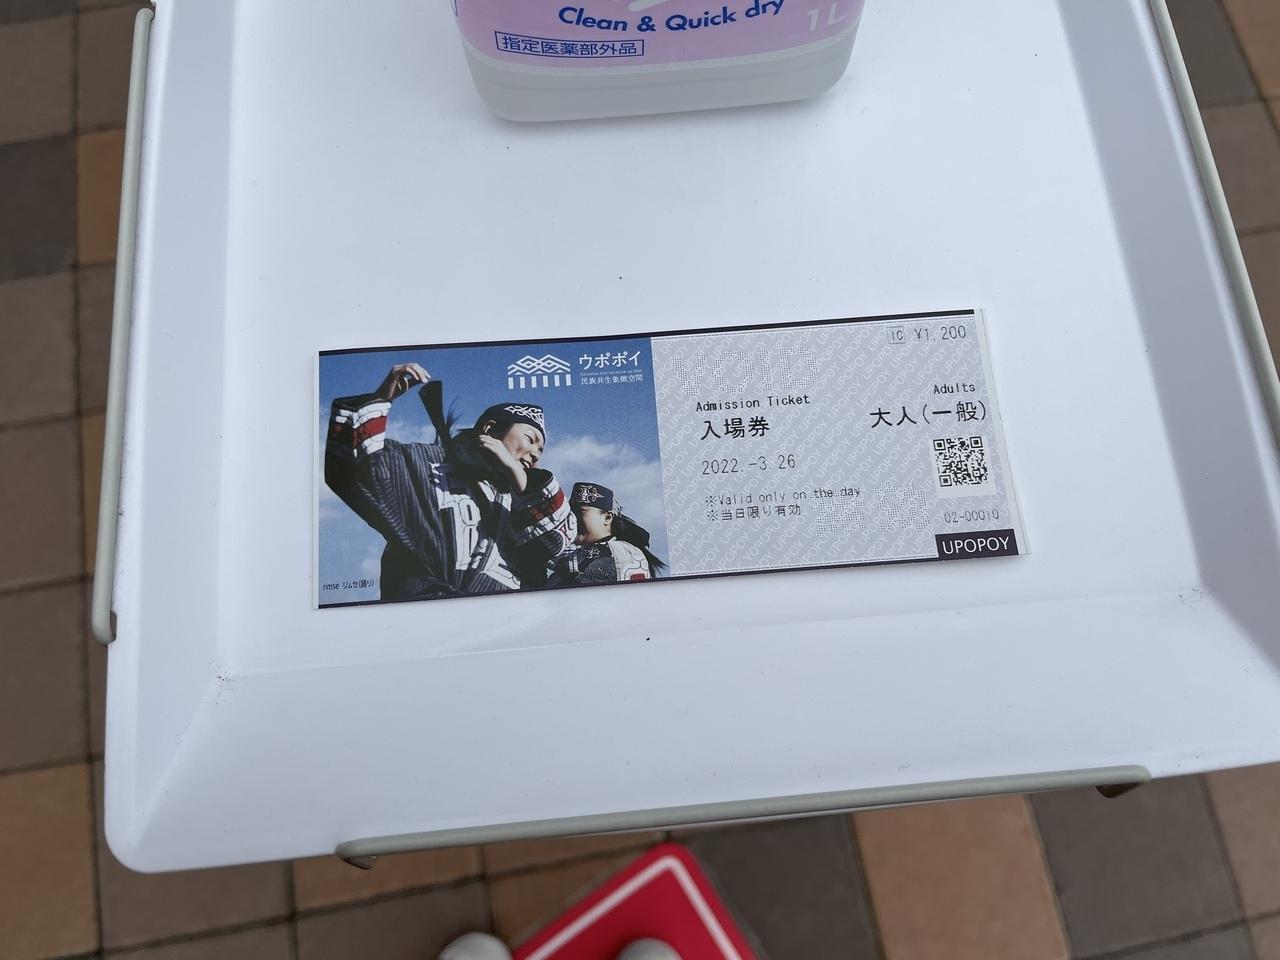 Clean & Quick dry
1L
指定医薬部外品
ウポポイ
民族共生象徴空間
rimse リムセ(踊り)
IC ¥1,200
VOID
Admission Ticket
入場券
Adults
大人(一般)
2022.-3.26
※Valid only on the day
※当日限り有効
02-00010
UPOPOY